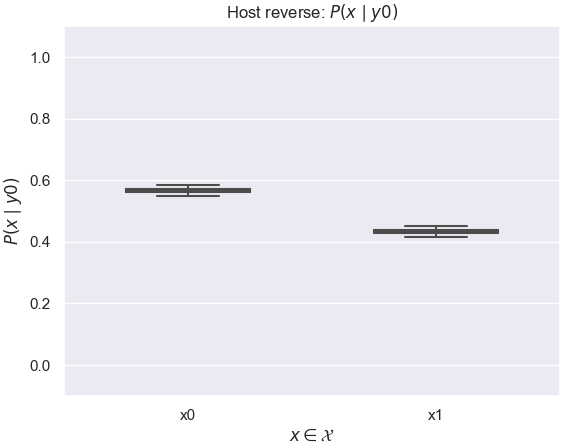 Host reverse: P(x | y0)
P(x | y0)
1.0
0.8
0.6
0.4
0.2
0.0
x0
x1
x ∈ 𝒳